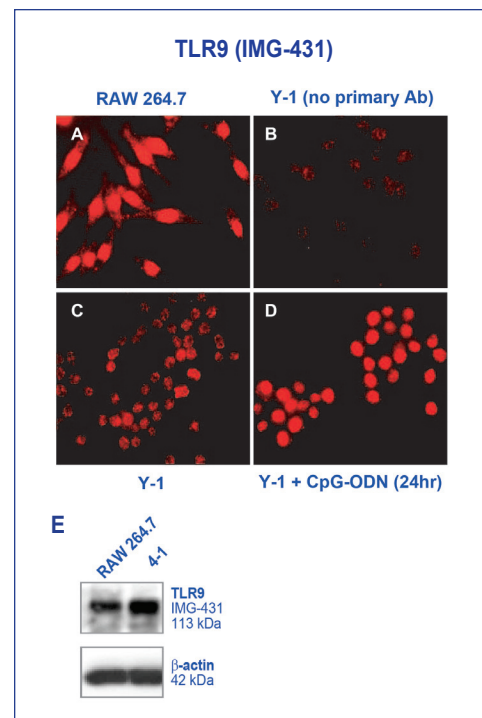 TLR9 (IMG-431)
RAW 264.7
Y-1 (no primary Ab)
A
B
C
D
Y-1
Y-1 + CpG-ODN (24hr)
E
RAW 264.7
4-1
TLR9
IMG-431
113 kDa
β-actin
42 kDa